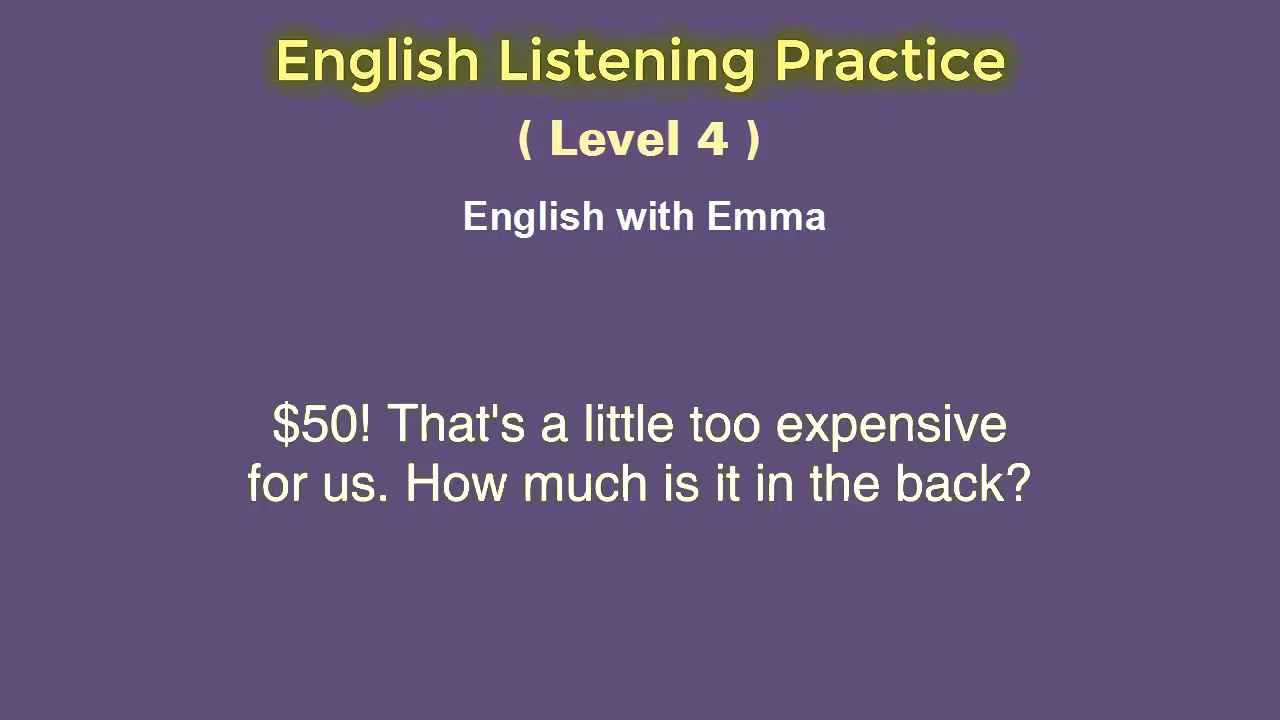 English Listening Practice
( Level 4 )
English with Emma
$50! That's a little too expensive
for us. How much is it in the back?